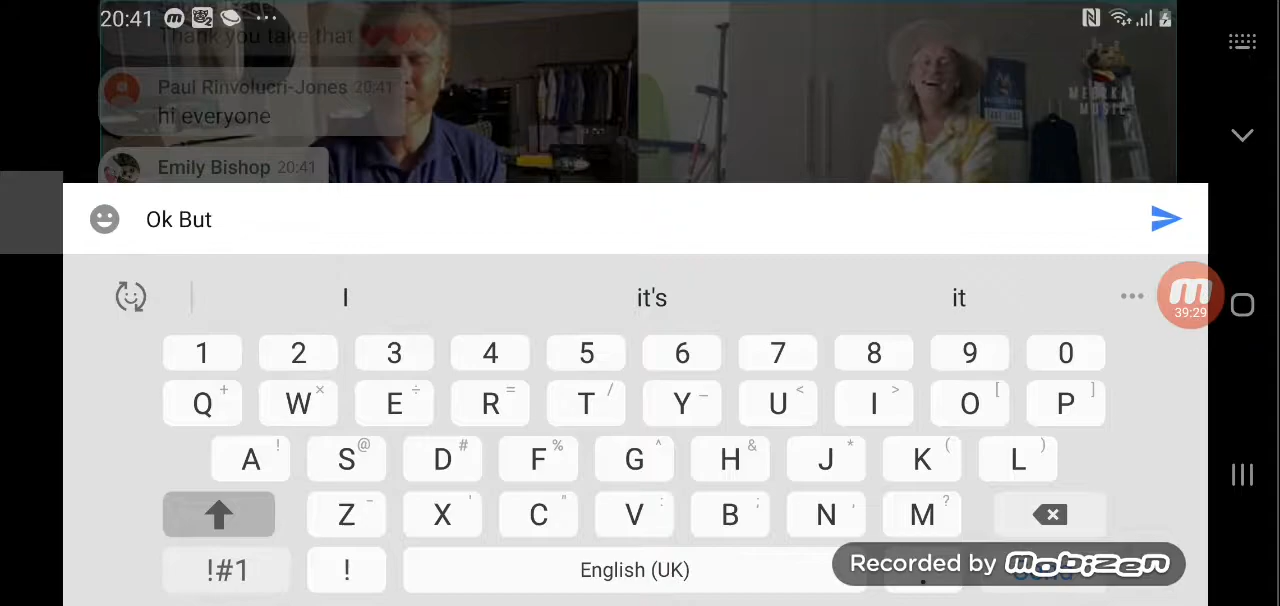 20:41
Thank you take that
Paul Rinvolucri-Jones 20:41
hi everyone
Emily Bishop 20:41
MEERKAT
MUSIC
Ok But
I it's it
39:29
1 2 3 4 5 6 7 8 9 0
Q + W × E ÷ R = T / Y _ U < I > O [ P ]
A ! S @ D # F % G ^ H & J * K ( L )
Z - X ' C " V : B ; N , M ?
!#1 ! English (UK) .
Recorded by mobizen